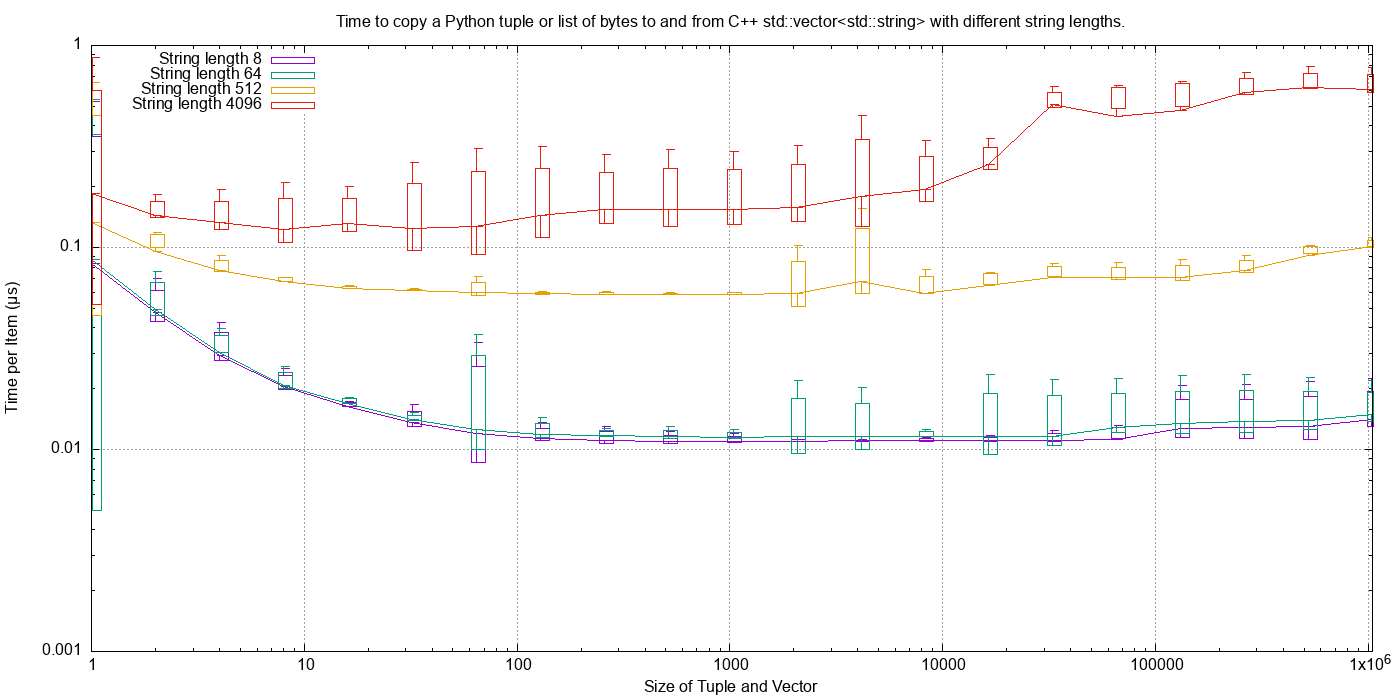 Time to copy a Python tuple or list of bytes to and from C++ std::vector<std::string> with different string lengths.
String length 8
String length 64
String length 512
String length 4096
1
0.1
0.01
0.001
Time per Item (µs)
1 10 100 1000 10000 100000 1x10⁶
Size of Tuple and Vector